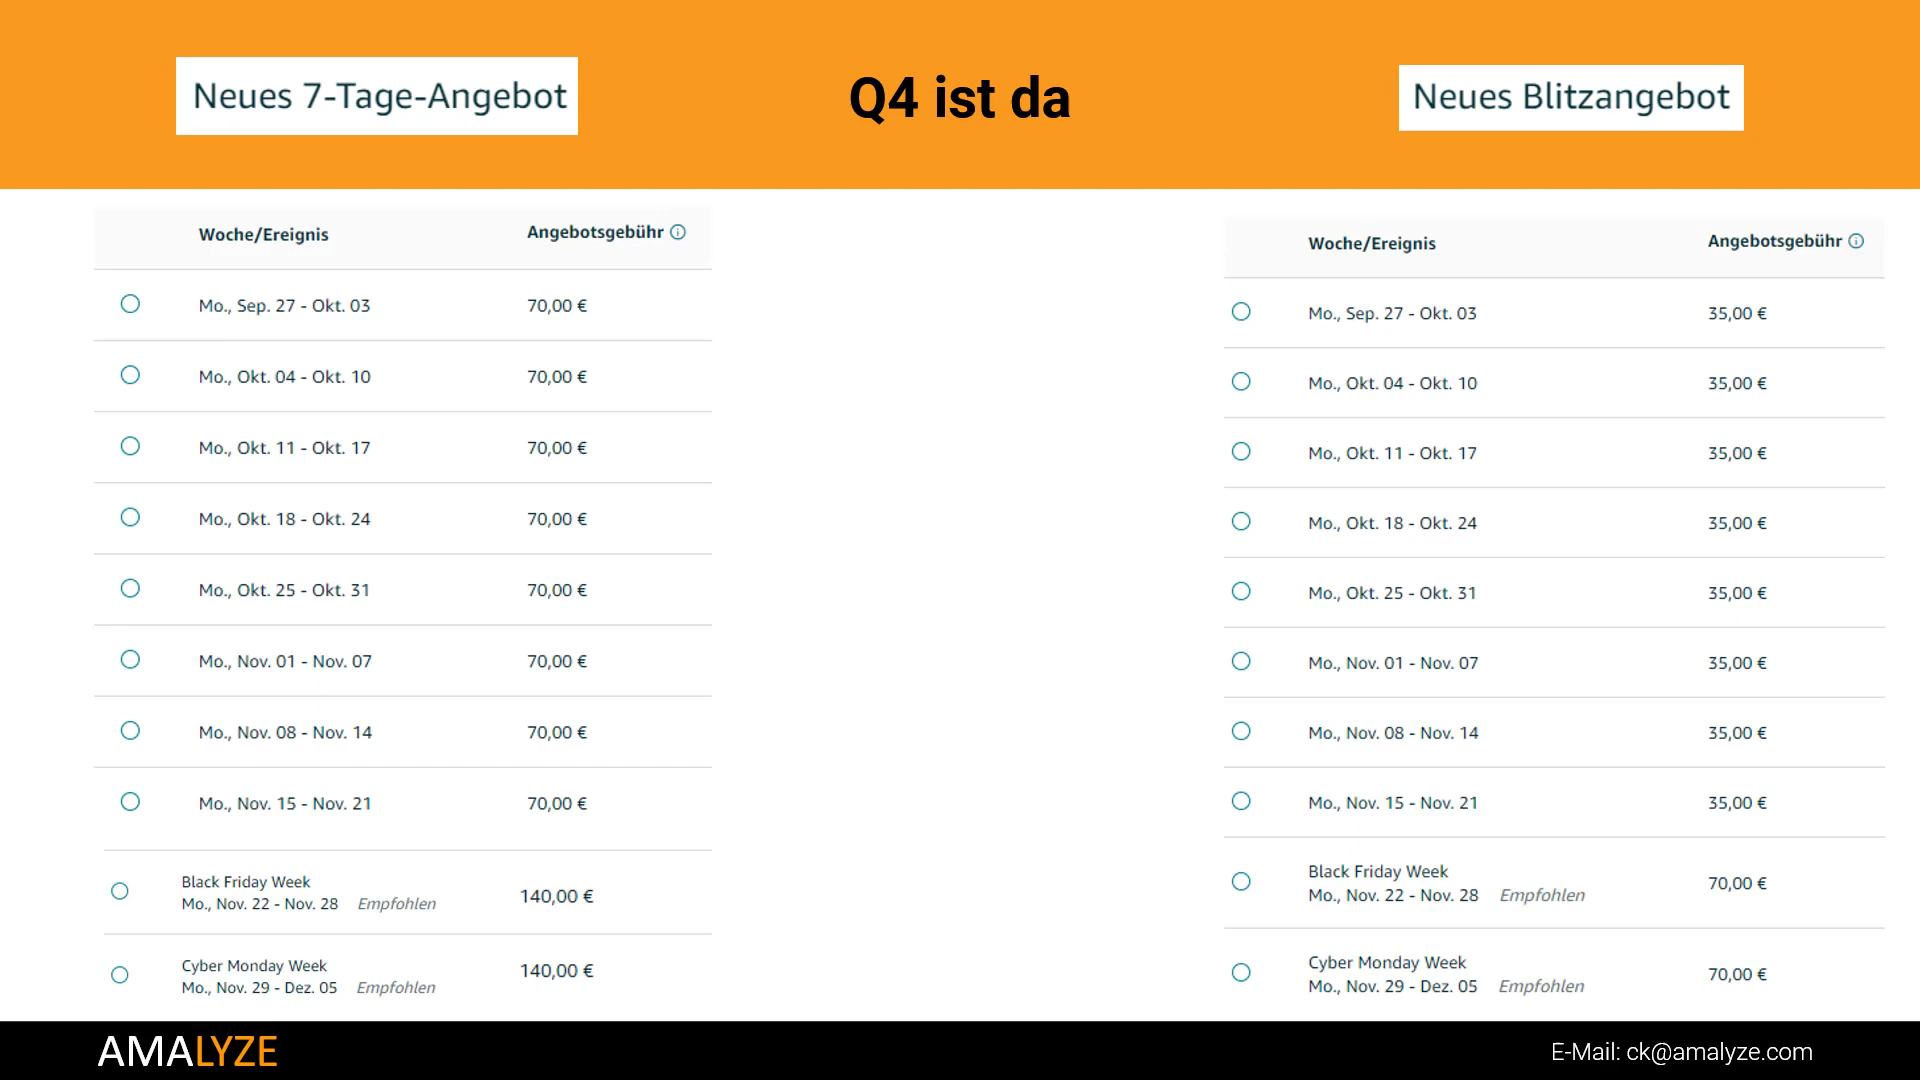 Neues 7-Tage-Angebot
Q4 ist da
Neues Blitzangebot
Woche/Ereignis Angebotsgebühr
Mo., Sep. 27 - Okt. 03 70,00 €
Mo., Okt. 04 - Okt. 10 70,00 €
Mo., Okt. 11 - Okt. 17 70,00 €
Mo., Okt. 18 - Okt. 24 70,00 €
Mo., Okt. 25 - Okt. 31 70,00 €
Mo., Nov. 01 - Nov. 07 70,00 €
Mo., Nov. 08 - Nov. 14 70,00 €
Mo., Nov. 15 - Nov. 21 70,00 €
Black Friday Week
Mo., Nov. 22 - Nov. 28 Empfohlen 140,00 €
Cyber Monday Week
Mo., Nov. 29 - Dez. 05 Empfohlen 140,00 €
Woche/Ereignis Angebotsgebühr
Mo., Sep. 27 - Okt. 03 35,00 €
Mo., Okt. 04 - Okt. 10 35,00 €
Mo., Okt. 11 - Okt. 17 35,00 €
Mo., Okt. 18 - Okt. 24 35,00 €
Mo., Okt. 25 - Okt. 31 35,00 €
Mo., Nov. 01 - Nov. 07 35,00 €
Mo., Nov. 08 - Nov. 14 35,00 €
Mo., Nov. 15 - Nov. 21 35,00 €
Black Friday Week
Mo., Nov. 22 - Nov. 28 Empfohlen 70,00 €
Cyber Monday Week
Mo., Nov. 29 - Dez. 05 Empfohlen 70,00 €
AMALYZE
E-Mail: ck@amalyze.com